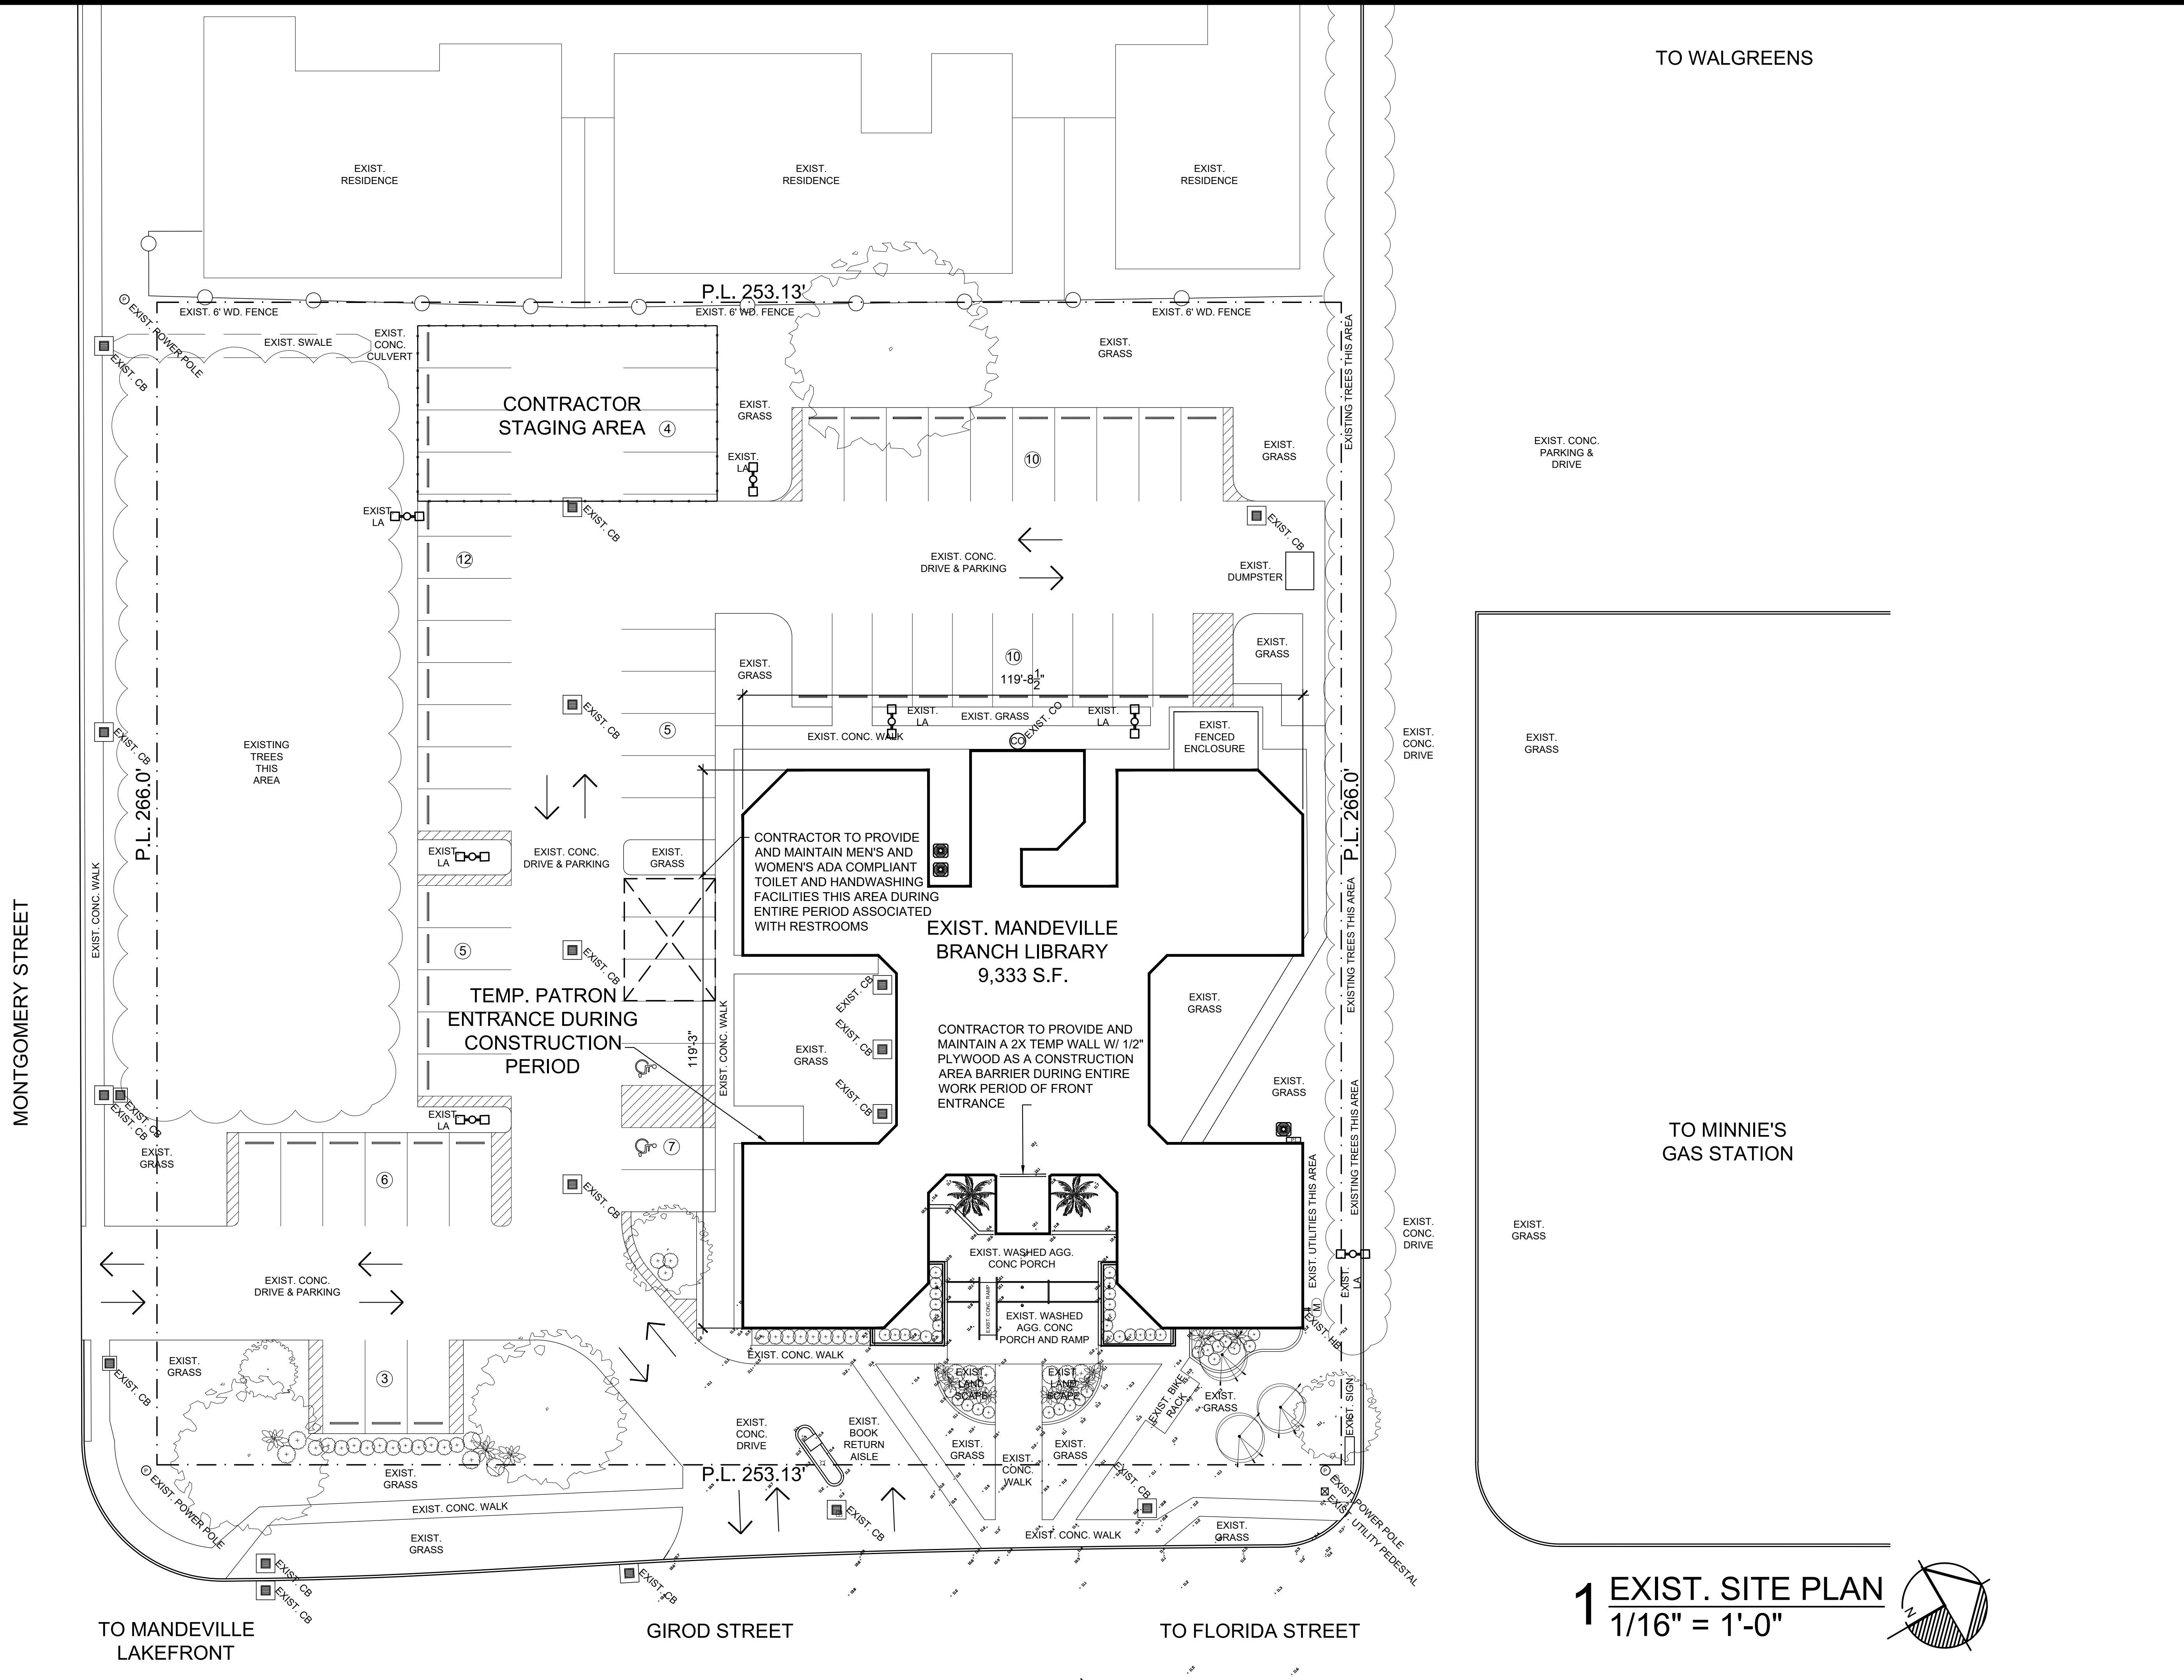 TO WALGREENS
EXIST.
RESIDENCE
EXIST.
RESIDENCE
EXIST.
RESIDENCE
P.L. 253.13'
EXIST. 6' WD. FENCE
EXIST. 6' WD. FENCE
EXIST. 6' WD. FENCE
P
EXIST. POWER POLE
EXIST. CB
EXIST. SWALE
EXIST.
CONC.
CULVERT
EXIST.
GRASS
EXISTING TREES THIS AREA
CONTRACTOR
STAGING AREA
4
EXIST.
GRASS
EXIST.
LA
10
EXIST.
GRASS
EXIST. CONC.
PARKING &
DRIVE
EXIST.
LA
EXIST. CB
EXIST. CB
12
EXIST. CONC.
DRIVE & PARKING
EXIST.
DUMPSTER
EXIST.
GRASS
10
119'-8 1/2"
EXIST.
GRASS
EXIST. CB
5
EXIST.
LA
EXIST. GRASS
EXIST.
LA
EXIST. CONC. WALK
CO
EXIST. CO
EXIST.
FENCED
ENCLOSURE
EXIST. CB
EXISTING
TREES
THIS
AREA
P.L. 266.0'
P.L. 266.0'
EXIST.
CONC.
DRIVE
EXIST.
GRASS
EXIST.
LA
EXIST. CONC.
DRIVE & PARKING
EXIST.
GRASS
CONTRACTOR TO PROVIDE
AND MAINTAIN MEN'S AND
WOMEN'S ADA COMPLIANT
TOILET AND HANDWASHING
FACILITIES THIS AREA DURING
ENTIRE PERIOD ASSOCIATED
WITH RESTROOMS
EXIST. MANDEVILLE
BRANCH LIBRARY
9,333 S.F.
MONTGOMERY STREET
EXIST. CONC. WALK
5
EXIST. CB
EXISTING TREES THIS AREA
TEMP. PATRON
ENTRANCE DURING
CONSTRUCTION
PERIOD
119'-3"
EXIST. CONC. WALK
EXIST.
GRASS
EXIST. CB
EXIST. CB
EXIST. CB
EXIST.
GRASS
CONTRACTOR TO PROVIDE AND
MAINTAIN A 2X TEMP WALL W/ 1/2"
PLYWOOD AS A CONSTRUCTION
AREA BARRIER DURING ENTIRE
WORK PERIOD OF FRONT
ENTRANCE
EXIST.
GRASS
EXISTING TREES THIS AREA
EXIST. CB
EXIST. CB
EXIST.
GRASS
EXIST.
LA
7
6
EXIST. CB
TO MINNIE'S
GAS STATION
EXIST. UTILITIES THIS AREA
EXIST.
CONC.
DRIVE
EXIST.
GRASS
EXIST.
LA
EXIST. CONC.
DRIVE & PARKING
EXIST. WASHED AGG.
CONC PORCH
EXIST. CONC. RAMP
EXIST. WASHED
AGG. CONC
PORCH AND RAMP
M
EXIST. HB
EXIST. CONC. WALK
EXIST.
GRASS
EXIST. CB
3
EXIST.
LAND
SCAPE
EXIST.
LAND
SCAPE
EXIST. BIKE
RACK
EXIST.
GRASS
EXIST. SIGN
EXIST.
CONC.
DRIVE
EXIST.
BOOK
RETURN
AISLE
EXIST.
GRASS
EXIST.
CONC.
WALK
EXIST.
GRASS
P.L. 253.13'
EXIST.
GRASS
P
EXIST. POWER POLE
EXIST. CONC. WALK
EXIST.
GRASS
EXIST. CB
EXIST. CB
EXIST. CONC. WALK
EXIST.
GRASS
P
EXIST. POWER POLE
EXIST. UTILITY PEDESTAL
EXIST. CB
EXIST. CB
EXIST. CB
TO MANDEVILLE
LAKEFRONT
GIROD STREET
TO FLORIDA STREET
1 EXIST. SITE PLAN
1/16" = 1'-0"
N